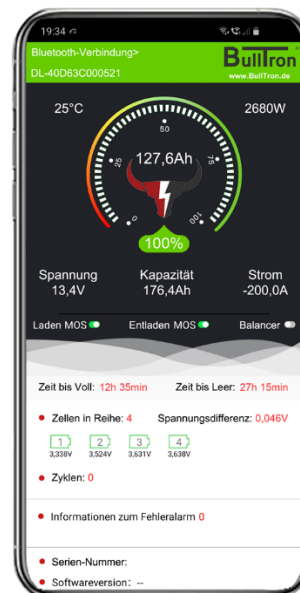 19:34
Bluetooth-Verbindung>
BullTron
DL-40D63C000521
www.BullTron.de
25°C
2680W
0
25
50
75
100
127,6Ah
100%
Spannung Kapazität Strom
13,4V 176,4Ah -200,0A
Laden MOS Entladen MOS Balancer
Zeit bis Voll: 12h 35min Zeit bis Leer: 27h 15min
Zellen in Reihe: 4 Spannungsdifferenz: 0,046V
1 2 3 4
3,338V 3,524V 3,631V 3,638V
Zyklen: 0
Informationen zum Fehleralarm 0
Serien-Nummer:
Softwareversion: --